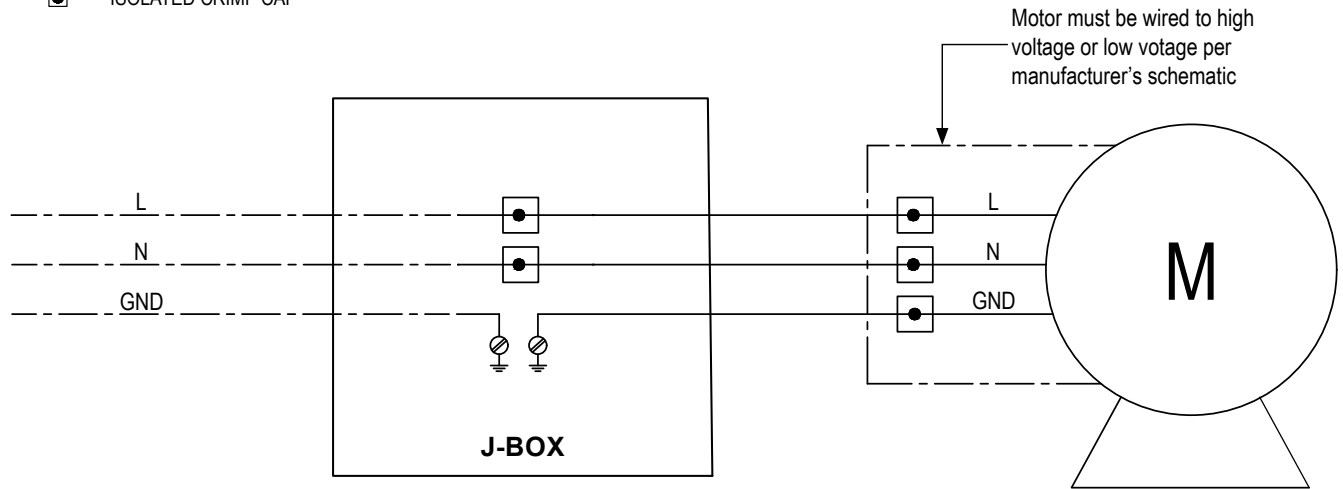 ISOLATED CRIMP CAP
Motor must be wired to high
voltage or low votage per
manufacturer's schematic
L
L
N
N
GND
GND
M
J-BOX